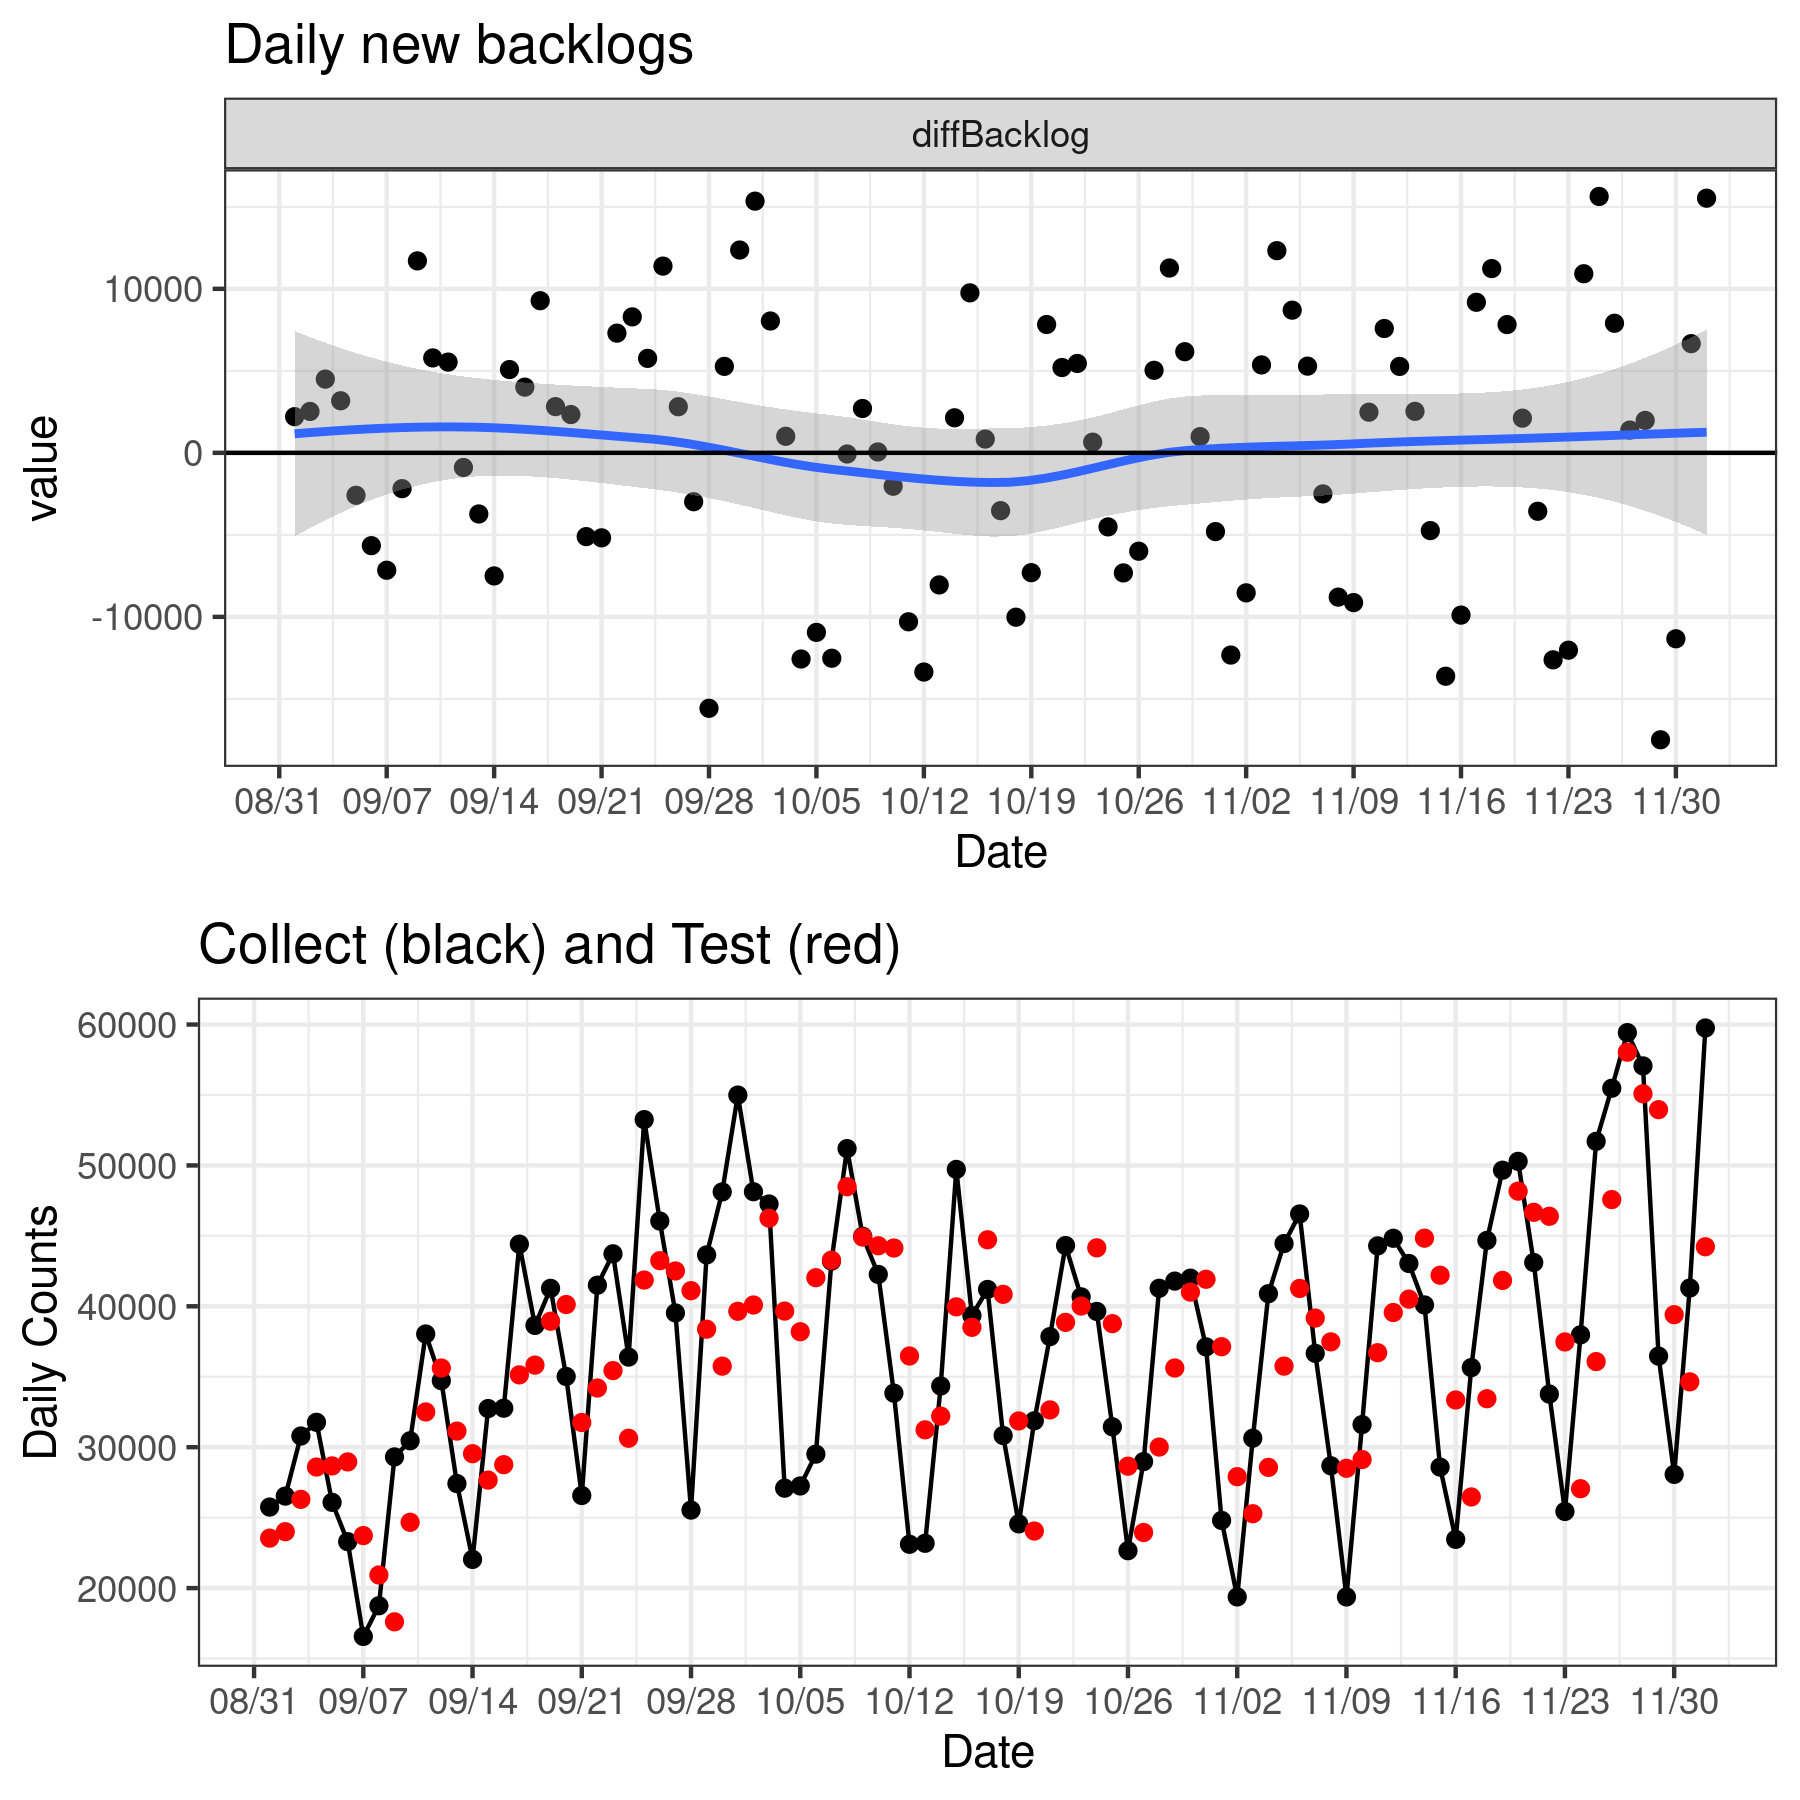 Daily new backlogs
diffBacklog
10000
0
-10000
value
08/31 09/07 09/14 09/21 09/28 10/05 10/12 10/19 10/26 11/02 11/09 11/16 11/23 11/30
Date
Collect (black) and Test (red)
60000
50000
40000
30000
20000
Daily Counts
08/31 09/07 09/14 09/21 09/28 10/05 10/12 10/19 10/26 11/02 11/09 11/16 11/23 11/30
Date